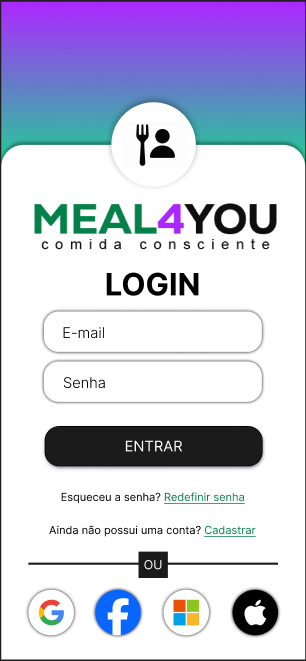 MEAL4YOU
comida consciente
LOGIN
E-mail
Senha
ENTRAR
Esqueceu a senha? Redefinir senha
Ainda não possui uma conta? Cadastrar
OU